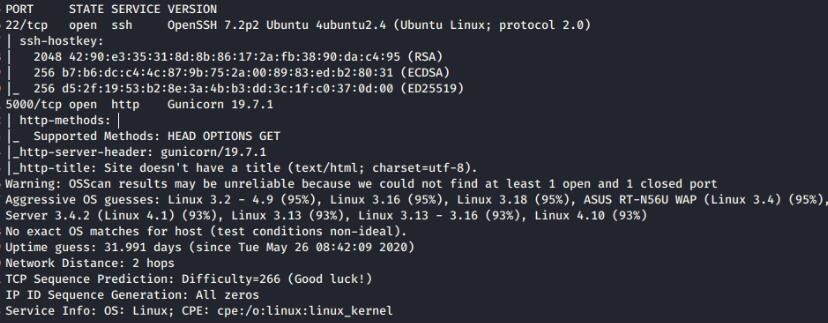 PORT STATE SERVICE VERSION
22/tcp open ssh OpenSSH 7.2p2 Ubuntu 4ubuntu2.4 (Ubuntu Linux; protocol 2.0)
| ssh-hostkey:
| 2048 42:90:e3:35:31:8d:8b:86:17:2a:fb:38:90:da:c4:95 (RSA)
| 256 b7:b6:dc:c4:4c:87:9b:75:2a:00:89:83:ed:b2:80:31 (ECDSA)
|_ 256 d5:2f:19:53:b2:8e:3a:4b:b3:dd:3c:1f:c0:37:0d:00 (ED25519)
5000/tcp open http Gunicorn 19.7.1
| http-methods:
|_ Supported Methods: HEAD OPTIONS GET
|_http-server-header: gunicorn/19.7.1
|_http-title: Site doesn't have a title (text/html; charset=utf-8).
Warning: OSScan results may be unreliable because we could not find at least 1 open and 1 closed port
Aggressive OS guesses: Linux 3.2 - 4.9 (95%), Linux 3.16 (95%), Linux 3.18 (95%), ASUS RT-N56U WAP (Linux 3.4) (95%),
Server 3.4.2 (Linux 4.1) (93%), Linux 3.13 (93%), Linux 3.13 - 3.16 (93%), Linux 4.10 (93%)
No exact OS matches for host (test conditions non-ideal).
Uptime guess: 31.991 days (since Tue May 26 08:42:09 2020)
Network Distance: 2 hops
TCP Sequence Prediction: Difficulty=266 (Good luck!)
IP ID Sequence Generation: All zeros
Service Info: OS: Linux; CPE: cpe:/o:linux:linux_kernel